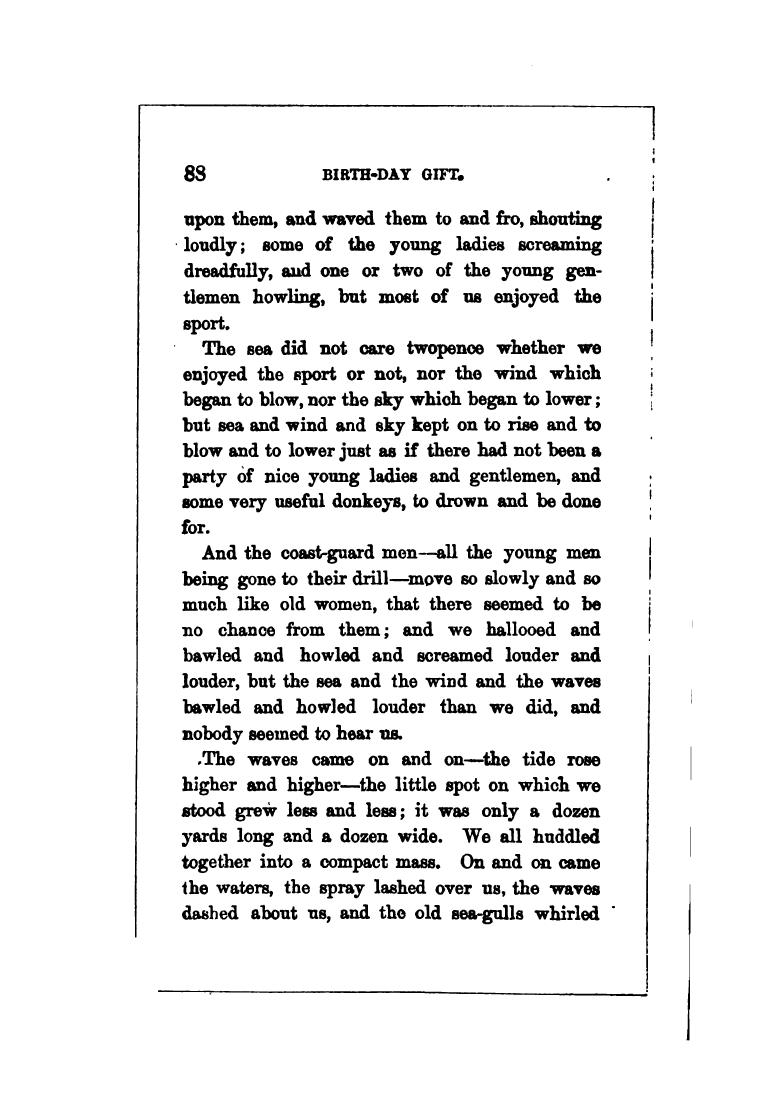 88 BIRTH-DAY GIFT.
upon them, and waved them to and fro, shouting
loudly; some of the young ladies screaming
dreadfully, and one or two of the young gen-
tlemen howling, but most of us enjoyed the
sport.
The sea did not care twopence whether we
enjoyed the sport or not, nor the wind which
began to blow, nor the sky which began to lower;
but sea and wind and sky kept on to rise and to
blow and to lower just as if there had not been a
party of nice young ladies and gentlemen, and
some very useful donkeys, to drown and be done
for.
And the coast-guard men—all the young men
being gone to their drill—move so slowly and so
much like old women, that there seemed to be
no chance from them; and we hallooed and
bawled and howled and screamed louder and
louder, but the sea and the wind and the waves
bawled and howled louder than we did, and
nobody seemed to hear us.
The waves came on and on—the tide rose
higher and higher—the little spot on which we
stood grew less and less; it was only a dozen
yards long and a dozen wide. We all huddled
together into a compact mass. On and on came
the waters, the spray lashed over us, the waves
dashed about us, and the old sea-gulls whirled